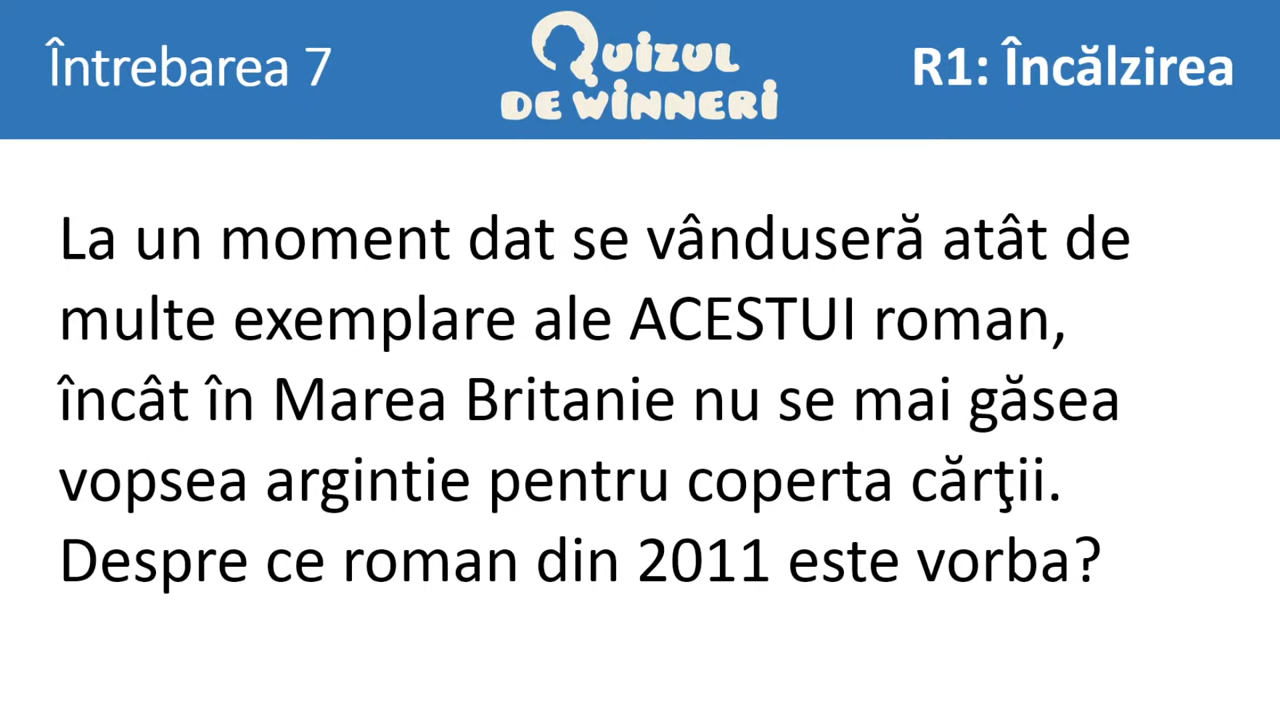 Întrebarea 7
QUIZUL
DE WINNERI
R1: Încălzirea
La un moment dat se vânduseră atât de
multe exemplare ale ACESTUI roman,
încât în Marea Britanie nu se mai găsea
vopsea argintie pentru coperta cărţii.
Despre ce roman din 2011 este vorba?